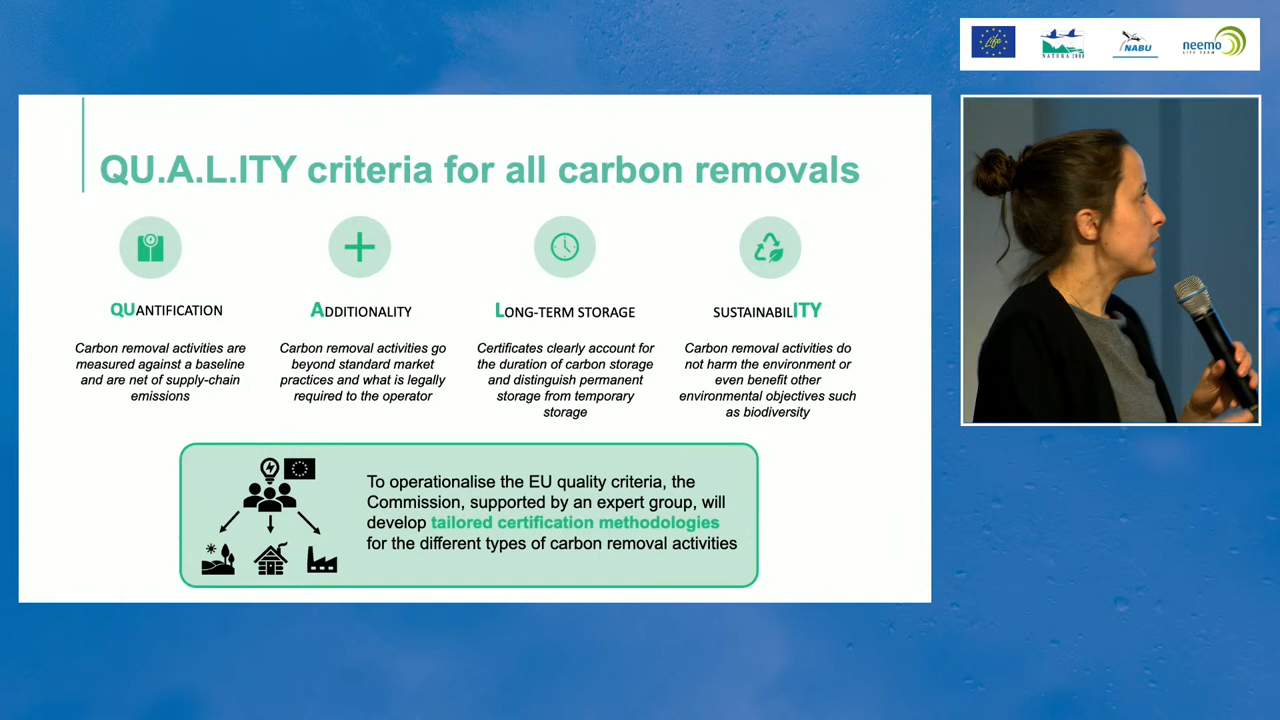 Life
NATURA 2000
NABU
neemo
LIFE TEAM
QU.A.L.ITY criteria for all carbon removals
QUANTIFICATION
Carbon removal activities are
measured against a baseline
and are net of supply-chain
emissions
ADDITIONALITY
Carbon removal activities go
beyond standard market
practices and what is legally
required to the operator
LONG-TERM STORAGE
Certificates clearly account for
the duration of carbon storage
and distinguish permanent
storage from temporary
storage
SUSTAINABILITY
Carbon removal activities do
not harm the environment or
even benefit other
environmental objectives such
as biodiversity
To operationalise the EU quality criteria, the
Commission, supported by an expert group, will
develop tailored certification methodologies
for the different types of carbon removal activities